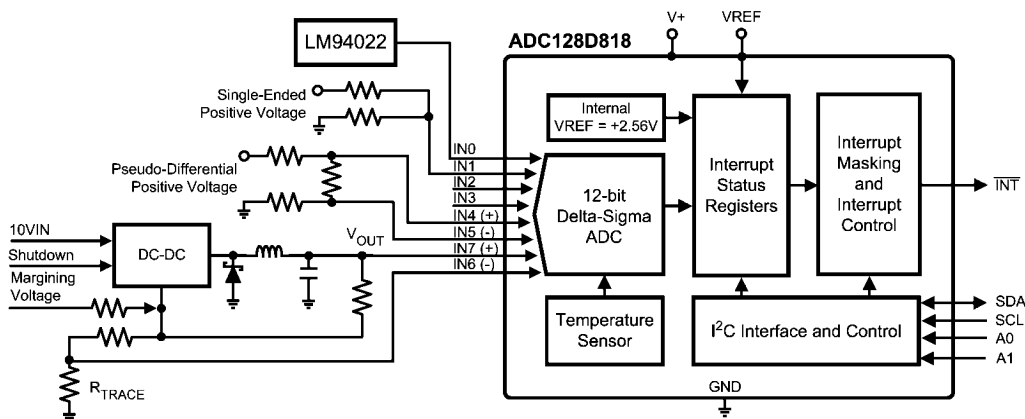 V+
VREF
LM94022
ADC128D818
Single-Ended
Positive Voltage
Internal
VREF = +2.56V
Interrupt
Status
Registers
Interrupt
Masking
and
Interrupt
Control
INT
Pseudo-Differential
Positive Voltage
IN0
IN1
IN2
IN3
IN4 (+)
IN5 (-)
IN7 (+)
IN6 (-)
12-bit
Delta-Sigma
ADC
10VIN
Shutdown
Margining
Voltage
DC-DC
VOUT
Temperature
Sensor
I²C Interface and Control
SDA
SCL
A0
A1
RTRACE
GND